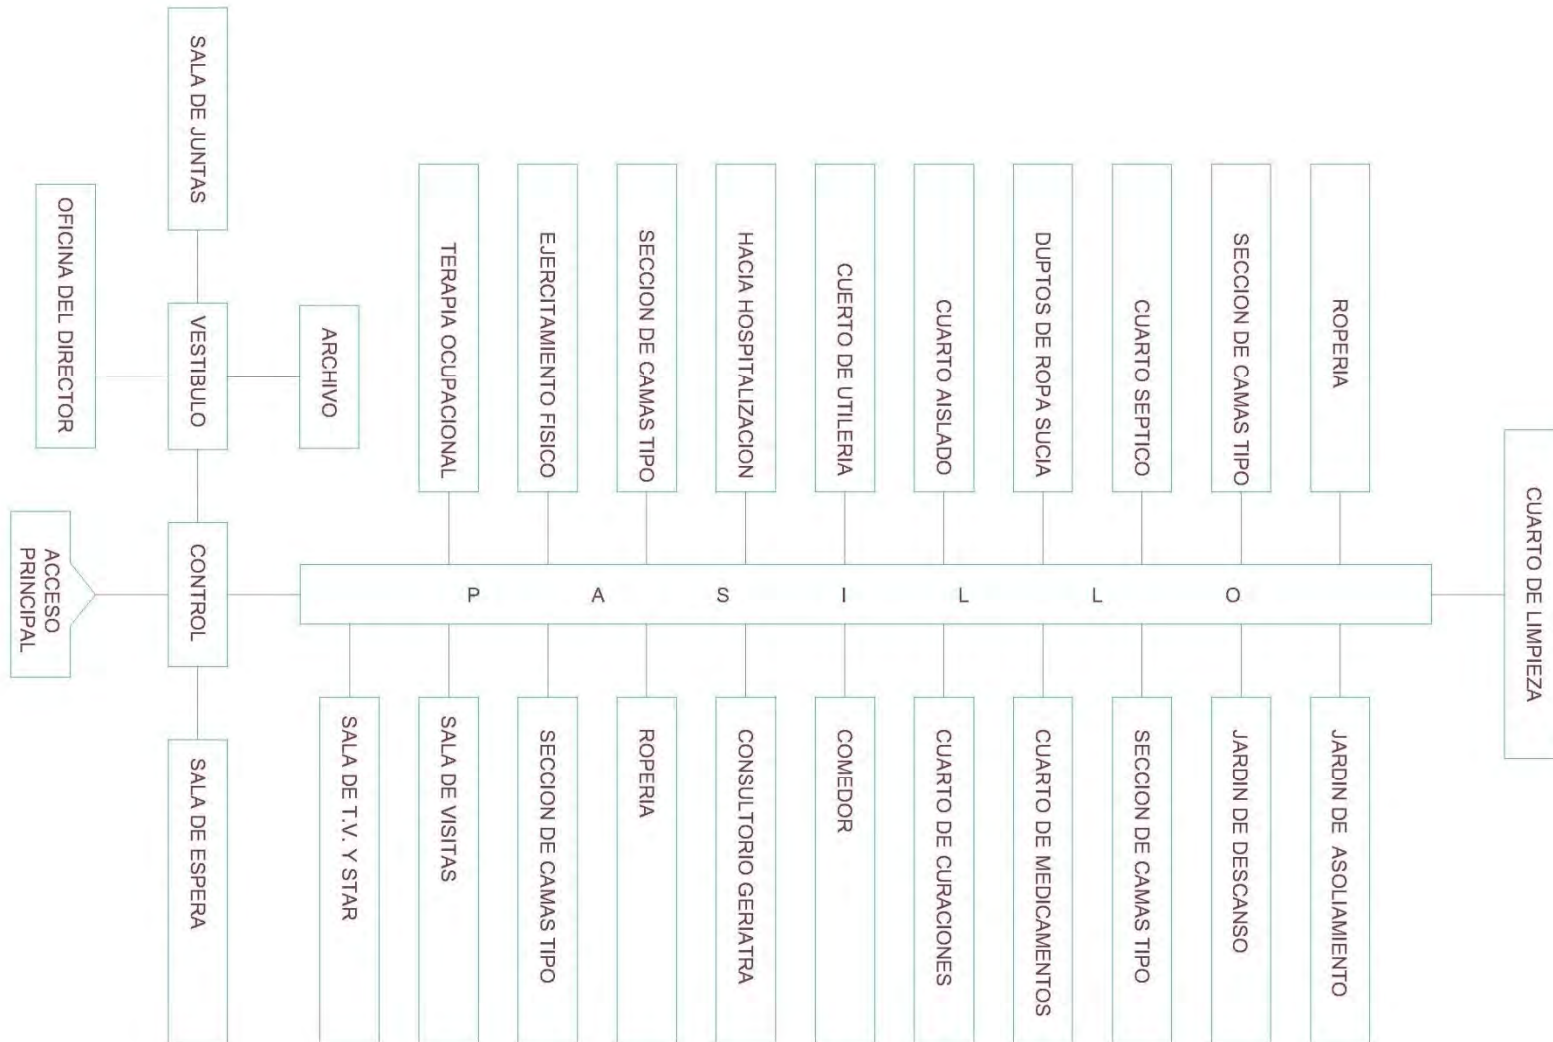 SALA DE JUNTAS
OFICINA DEL DIRECTOR
VESTIBULO
ARCHIVO
ACCESO
PRINCIPAL
CONTROL
SALA DE ESPERA
TERAPIA OCUPACIONAL
EJERCITAMIENTO FISICO
SECCION DE CAMAS TIPO
HACIA HOSPITALIZACION
CUERTO DE UTILERIA
CUARTO AISLADO
DUPTOS DE ROPA SUCIA
CUARTO SEPTICO
SECCION DE CAMAS TIPO
ROPERIA
P A S I L L O
CUARTO DE LIMPIEZA
SALA DE T.V. Y STAR
SALA DE VISITAS
SECCION DE CAMAS TIPO
ROPERIA
CONSULTORIO GERIATRA
COMEDOR
CUARTO DE CURACIONES
CUARTO DE MEDICAMENTOS
SECCION DE CAMAS TIPO
JARDIN DE DESCANSO
JARDIN DE ASOLIAMIENTO